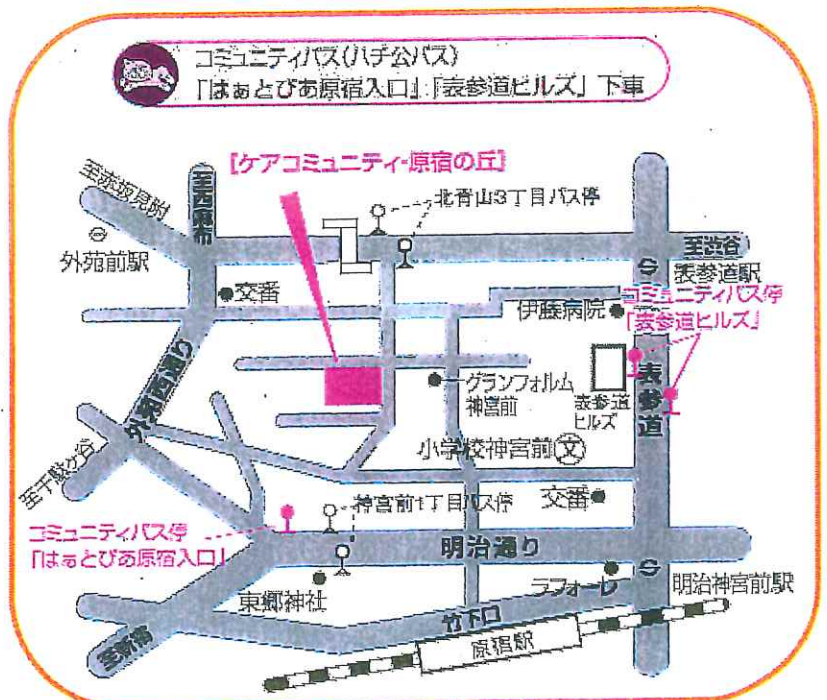 コミュニティバス(ハチ公バス)
「はぁとぴあ原宿入口」「表参道ヒルズ」下車
[ケアコミュニティ・原宿の丘]
至赤坂見附
至西麻布
北青山3丁目バス停
外苑前駅
至渋谷
表参道駅
交番
コミュニティバス停
「表参道ヒルズ」
伊藤病院
外苑西通り
グランフォルム
神宮前
表参道
ヒルズ
表参道
小学校神宮前
文
至千駄ヶ谷
神宮前1丁目バス停
交番
コミュニティバス停
「はぁとぴあ原宿入口」
明治通り
東郷神社
ラフォーレ
明治神宮前駅
竹下口
至新宿
原宿駅